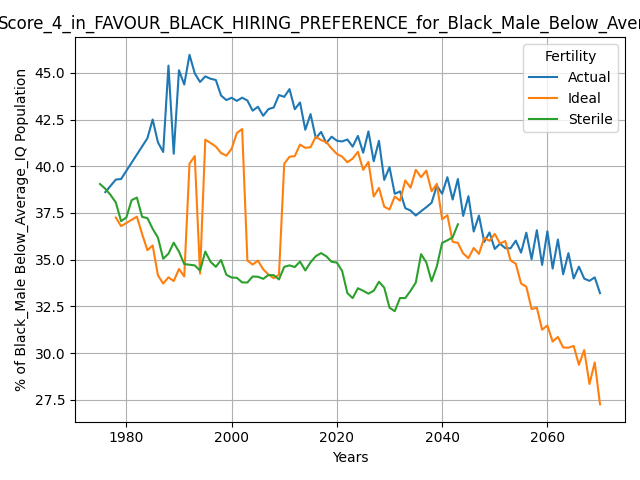 Score_4_in_FAVOUR_BLACK_HIRING_PREFERENCE_for_Black_Male_Below_Aver
Fertility
Actual
Ideal
Sterile
% of Black_Male Below_Average_IQ Population
45.0
42.5
40.0
37.5
35.0
32.5
30.0
27.5
1980 2000 2020 2040 2060
Years